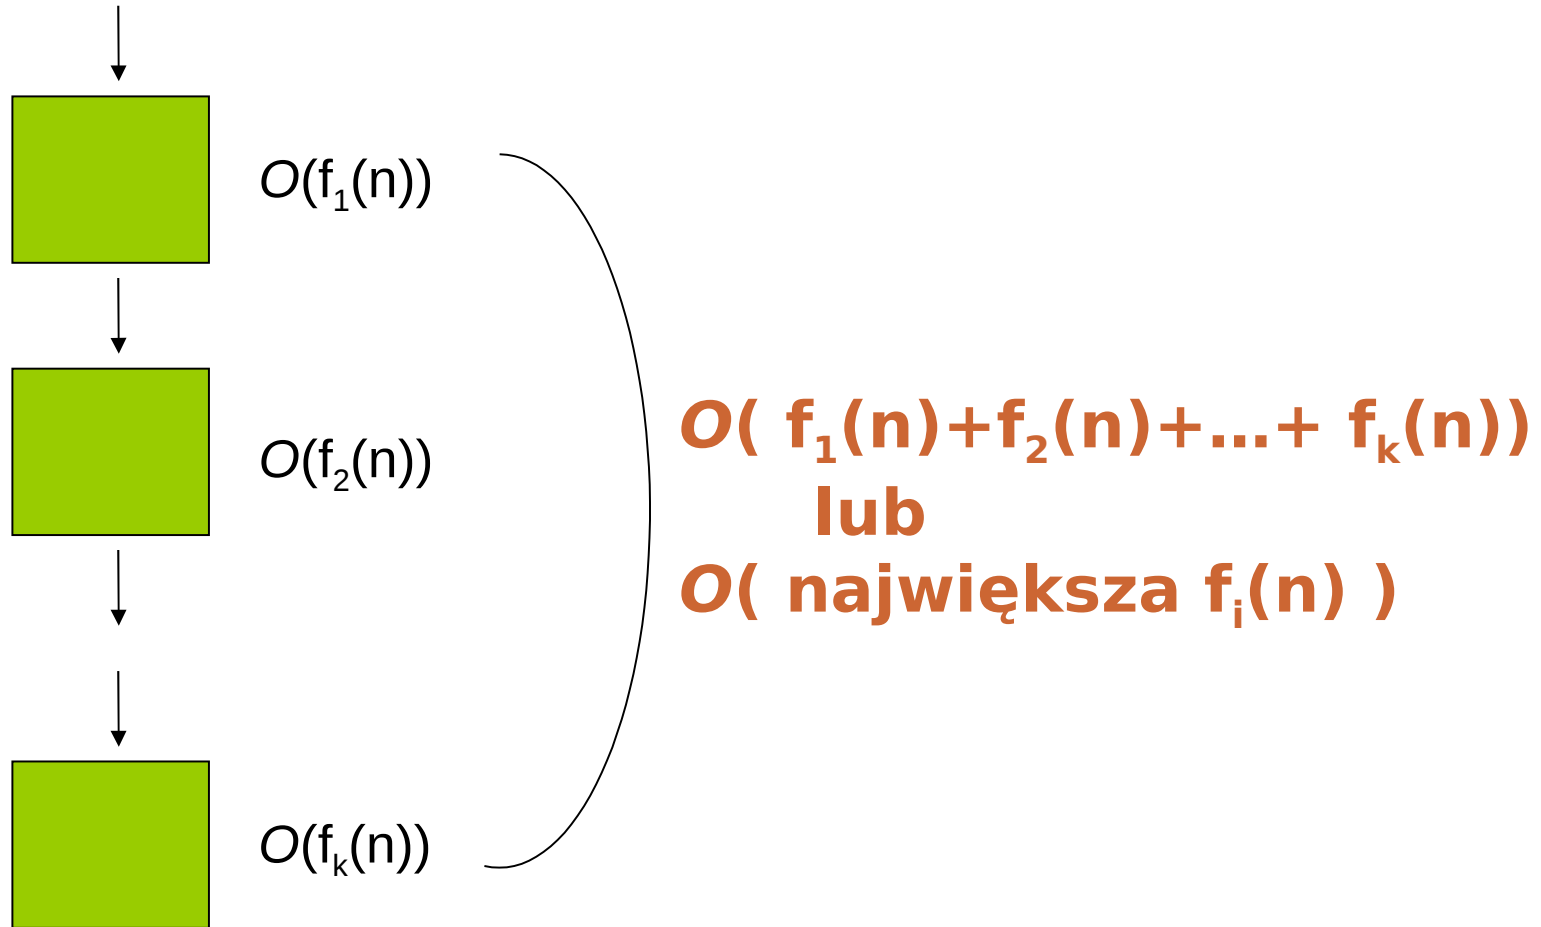 O(f₁(n))
O(f₂(n))
O( f₁(n)+f₂(n)+...+ fₖ(n))
lub
O( największa fᵢ(n) )
O(fₖ(n))